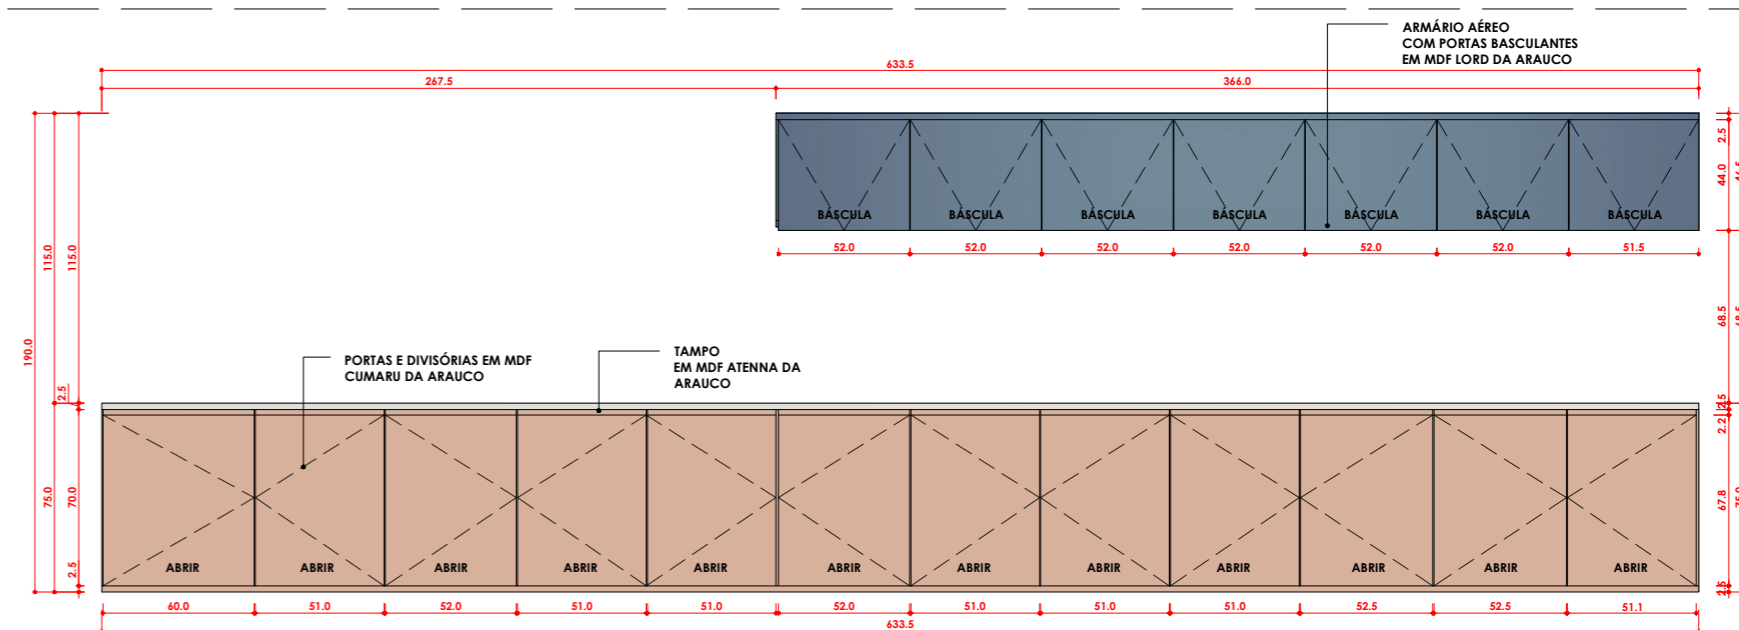 ARMÁRIO AÉREO
COM PORTAS BASCULANTES
EM MDF LORD DA ARAUCO
633.5
267.5
366.0
BÁSCULA BÁSCULA BÁSCULA BÁSCULA BÁSCULA BÁSCULA BÁSCULA
52.0 52.0 52.0 52.0 52.0 52.0 51.5
2.5
44.0
68.5
2.5
2.2
67.8
2.5
190.0
115.0
115.0
2.5
75.0
70.0
2.5
PORTAS E DIVISÓRIAS EM MDF
CUMARU DA ARAUCO
TAMPO
EM MDF ATENNA DA
ARAUCO
ABRIR ABRIR ABRIR ABRIR ABRIR ABRIR ABRIR ABRIR ABRIR ABRIR ABRIR ABRIR
60.0 51.0 52.0 51.0 51.0 52.0 51.0 51.0 51.0 52.5 52.5 51.1
633.5